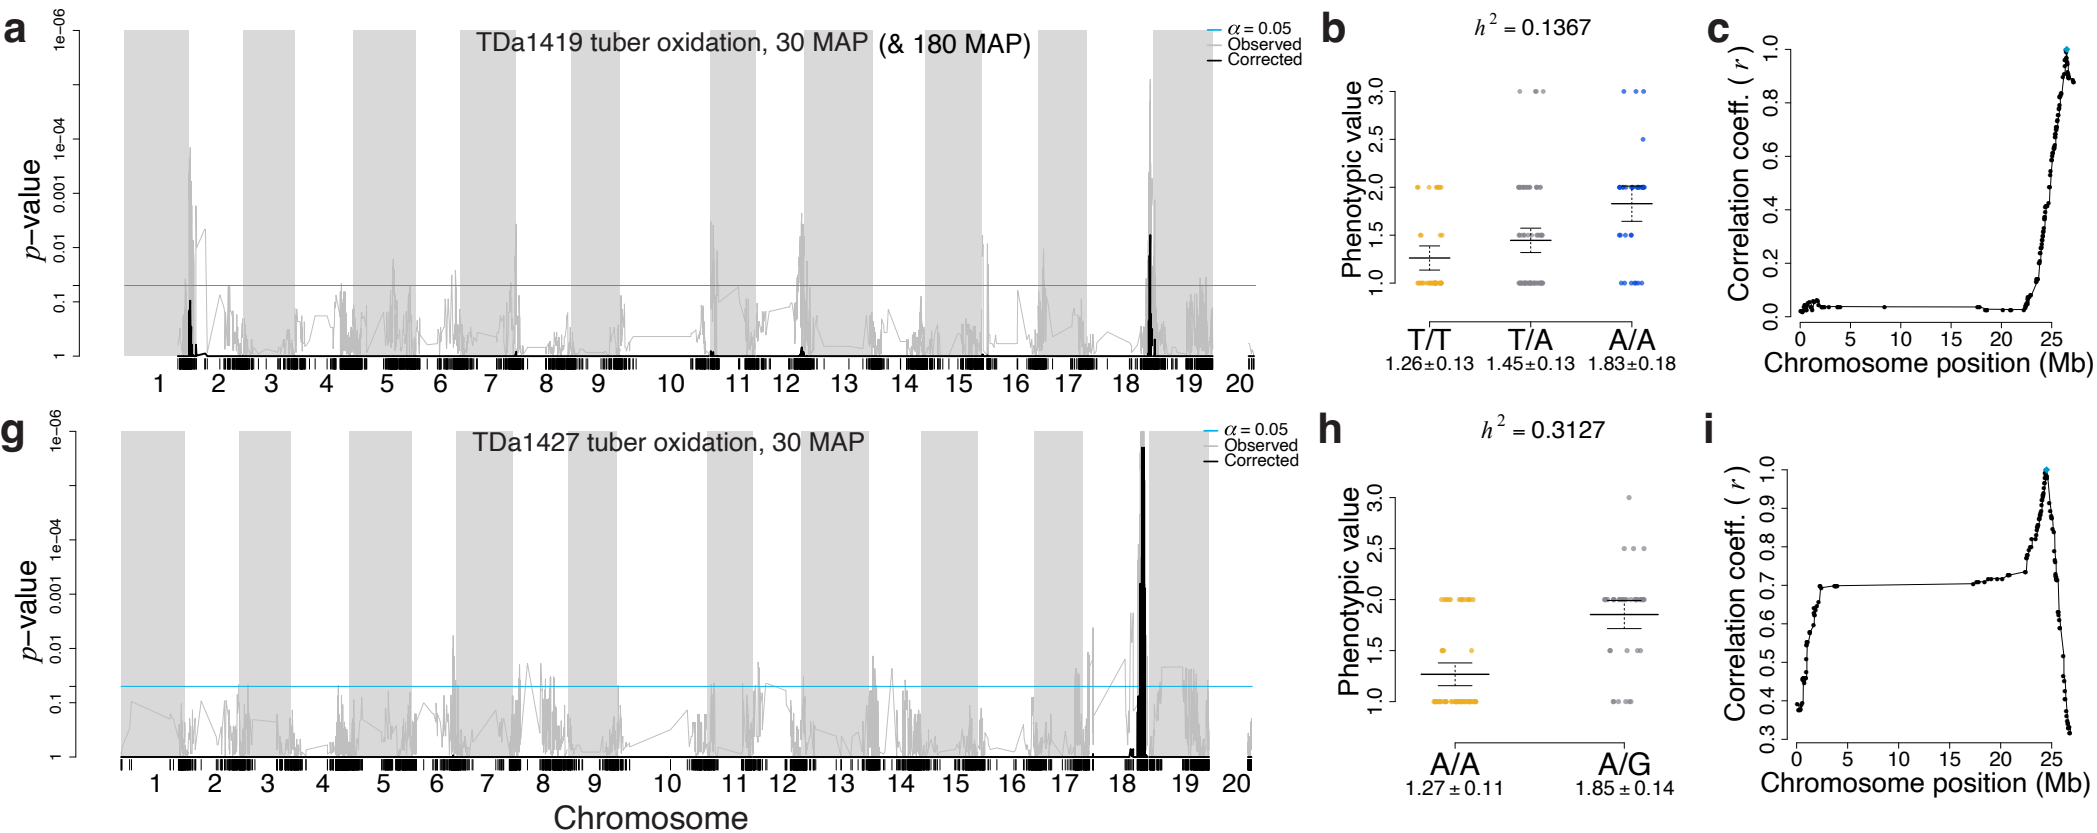 a
TDa1419 tuber oxidation, 30 MAP (& 180 MAP)
α = 0.05
Observed
Corrected
p−value
1e−06
1e−04
0.001
0.01
0.1
1
1 2 3 4 5 6 7 8 9 10 11 12 13 14 15 16 17 18 19 20
b
h² = 0.1367
Phenotypic value
3.0
2.5
2.0
1.5
1.0
T/T T/A A/A
1.26±0.13 1.45±0.13 1.83±0.18
c
Correlation coeff. ( r )
1.0
0.8
0.6
0.4
0.2
0.0
0 5 10 15 20 25
Chromosome position (Mb)
g
TDa1427 tuber oxidation, 30 MAP
α = 0.05
Observed
Corrected
p−value
1e−06
1e−04
0.001
0.01
0.1
1
1 2 3 4 5 6 7 8 9 10 11 12 13 14 15 16 17 18 19 20
Chromosome
h
h² = 0.3127
Phenotypic value
3.0
2.5
2.0
1.5
1.0
A/A A/G
1.27±0.11 1.85±0.14
i
Correlation coeff. ( r )
1.0
0.9
0.8
0.7
0.6
0.5
0.4
0.3
0 5 10 15 20 25
Chromosome position (Mb)